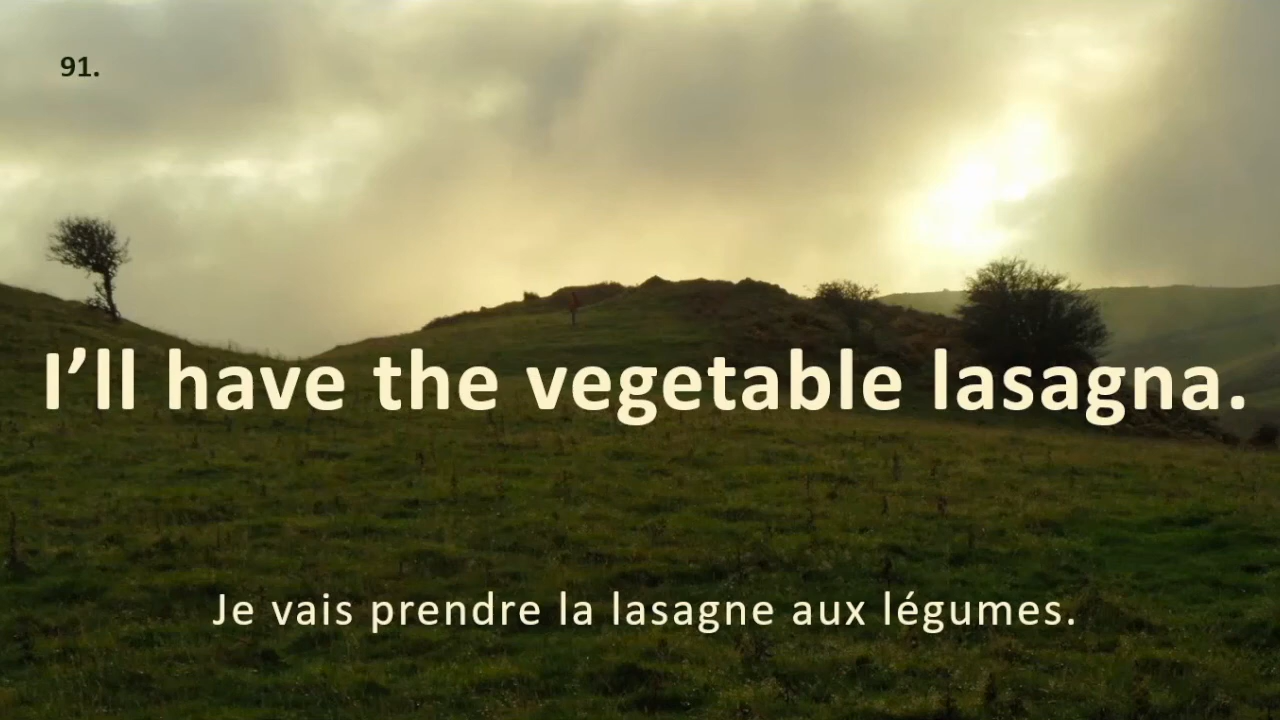 91.
I’ll have the vegetable lasagna.
Je vais prendre la lasagne aux légumes.